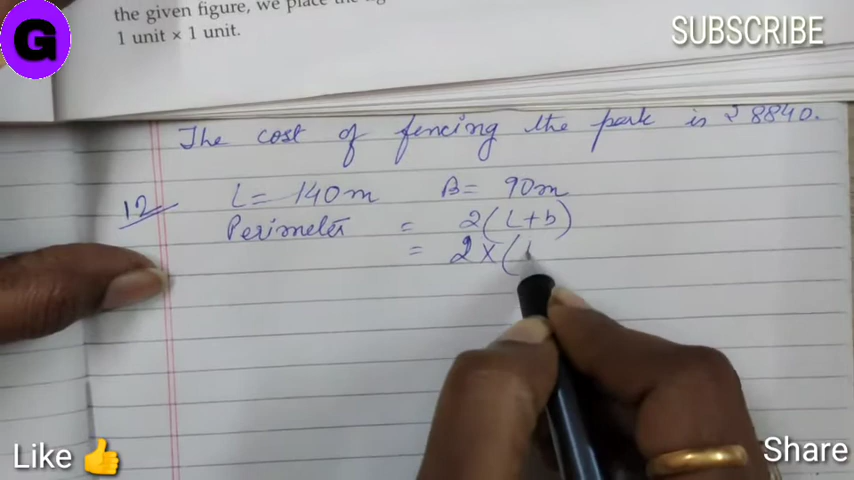 the given figure, we place the
1 unit × 1 unit.
G
SUBSCRIBE
The cost of fencing the park is ₹ 8840.
12 L = 140m B = 90m
Perimeter = 2(L+b)
= 2×(
Like 👍
Share